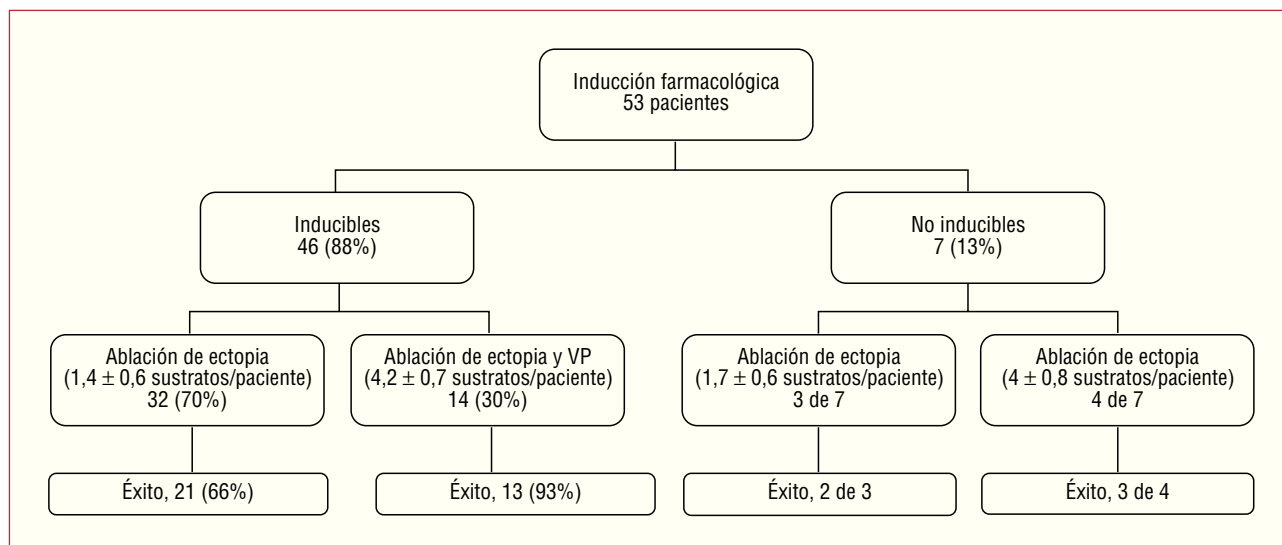 Inducción farmacológica
53 pacientes
Inducibles
46 (88%)
No inducibles
7 (13%)
Ablación de ectopia
(1,4 ± 0,6 sustratos/paciente)
32 (70%)
Ablación de ectopia y VP
(4,2 ± 0,7 sustratos/paciente)
14 (30%)
Ablación de ectopia
(1,7 ± 0,6 sustratos/paciente)
3 de 7
Ablación de ectopia
(4 ± 0,8 sustratos/paciente)
4 de 7
Éxito, 21 (66%)
Éxito, 13 (93%)
Éxito, 2 de 3
Éxito, 3 de 4